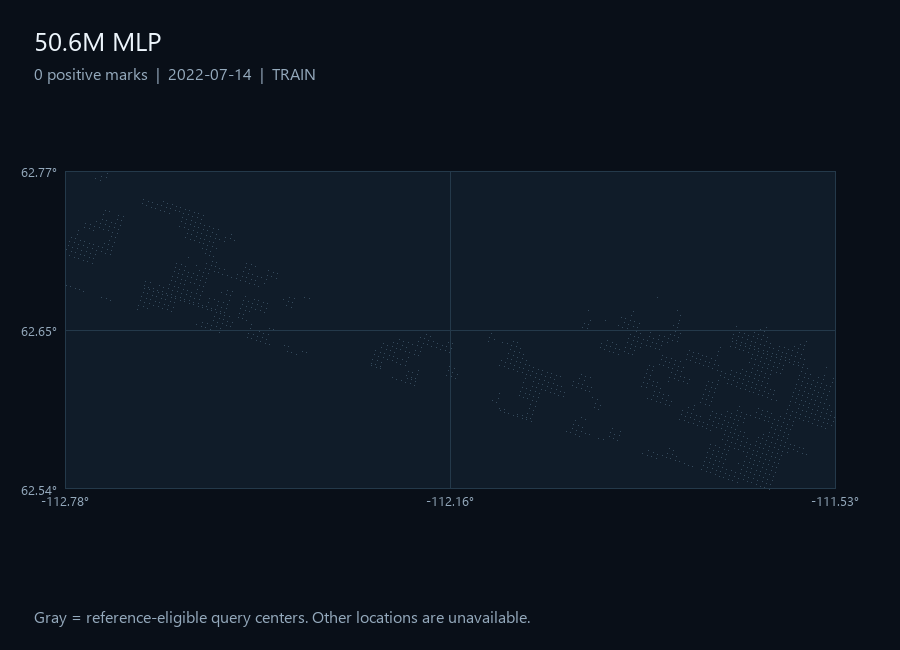 50.6M MLP
0 positive marks | 2022-07-14 | TRAIN
62.77°
62.65°
62.54°
-112.78°
-112.16°
-111.53°
Gray = reference-eligible query centers. Other locations are unavailable.